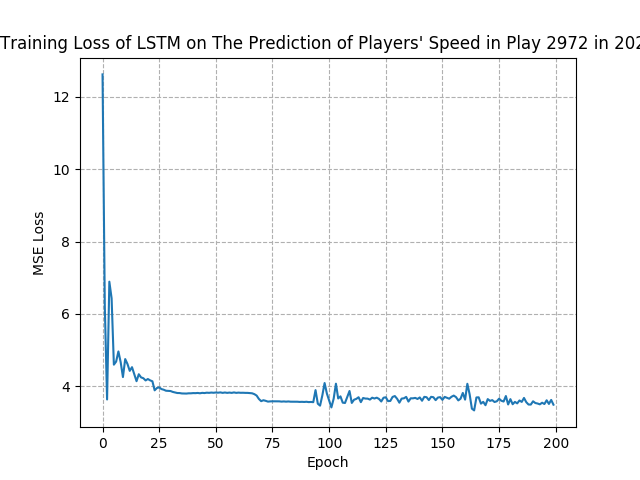 Training Loss of LSTM on The Prediction of Players' Speed in Play 2972 in 202
MSE Loss
12
10
8
6
4
0 25 50 75 100 125 150 175 200
Epoch